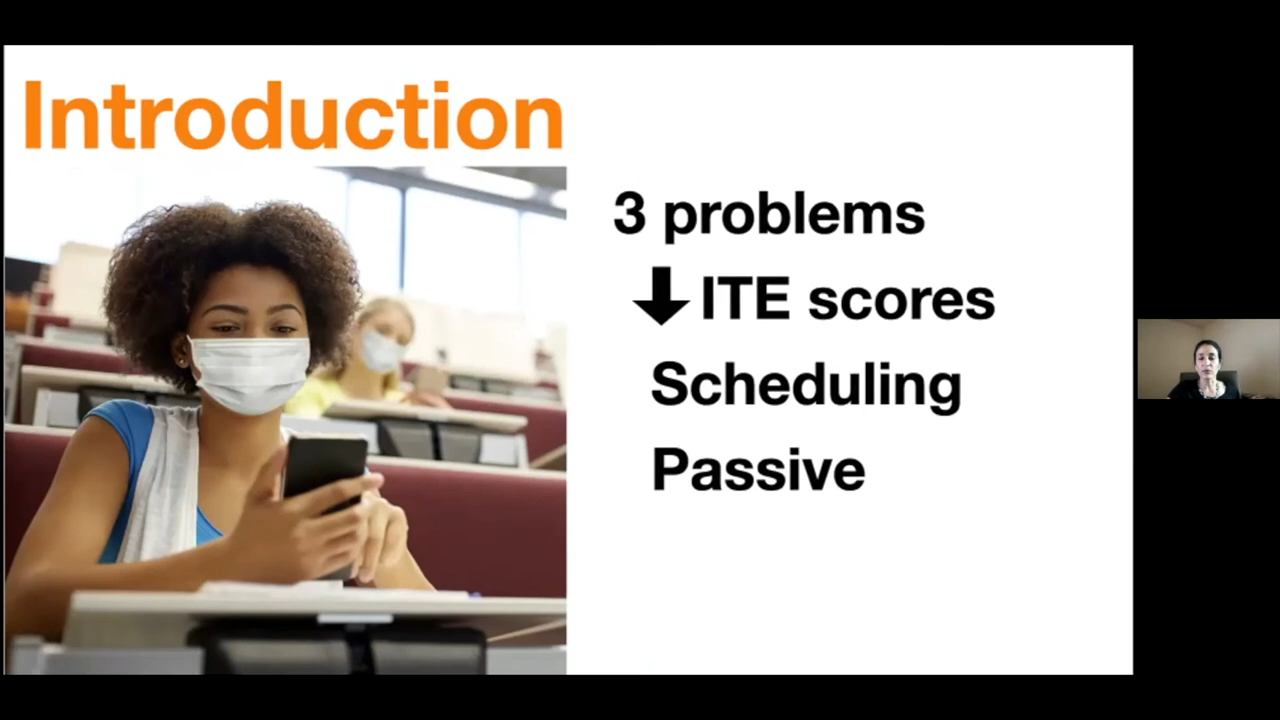 Introduction
3 problems
ITE scores
Scheduling
Passive